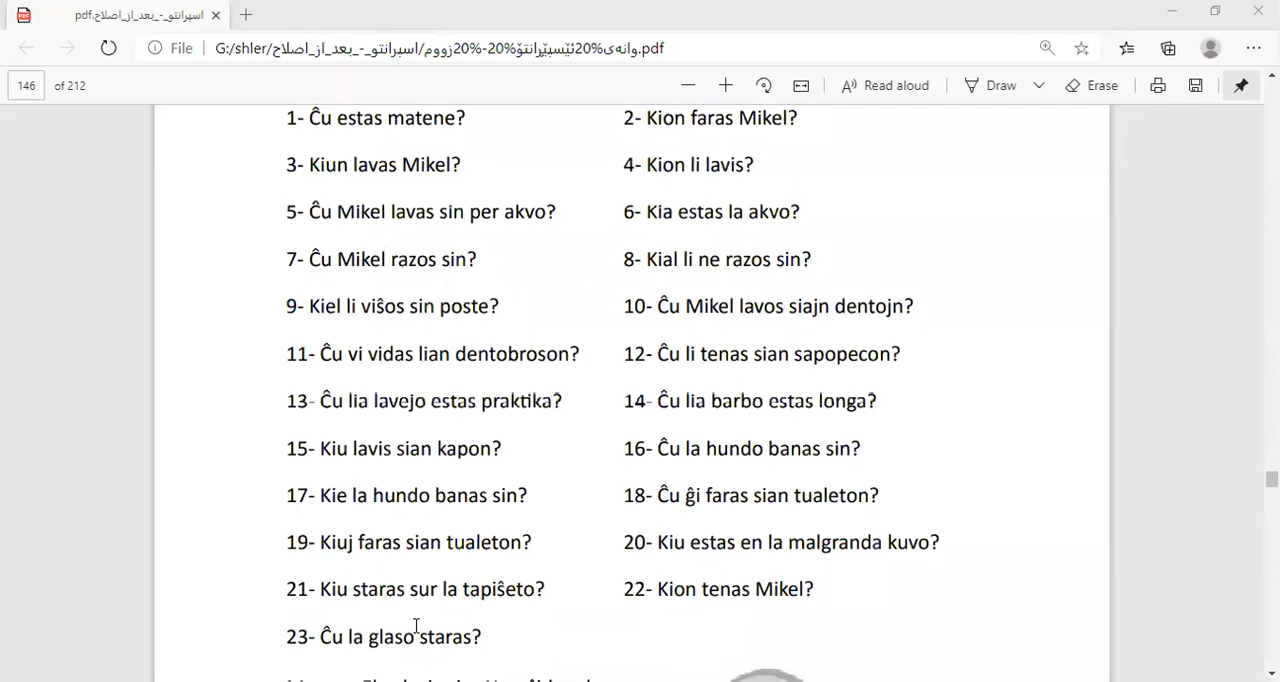 اسپرانتو_-_بعد_از_اصلاح.pdf
File G:/shler/وانەی%20ئێسپێرانتۆ%20-%20زووم/اسپرانتو_-_بعد_از_اصلاح.pdf
146 of 212 Read aloud Draw Erase
1- Ĉu estas matene? 2- Kion faras Mikel?
3- Kiun lavas Mikel? 4- Kion li lavis?
5- Ĉu Mikel lavas sin per akvo? 6- Kia estas la akvo?
7- Ĉu Mikel razos sin? 8- Kial li ne razos sin?
9- Kiel li viŝos sin poste? 10- Ĉu Mikel lavos siajn dentojn?
11- Ĉu vi vidas lian dentobroson? 12- Ĉu li tenas sian sapopecon?
13- Ĉu lia lavejo estas praktika? 14- Ĉu lia barbo estas longa?
15- Kiu lavis sian kapon? 16- Ĉu la hundo banas sin?
17- Kie la hundo banas sin? 18- Ĉu ĝi faras sian tualeton?
19- Kiuj faras sian tualeton? 20- Kiu estas en la malgranda kuvo?
21- Kiu staras sur la tapiŝeto? 22- Kion tenas Mikel?
23- Ĉu la glaso staras?